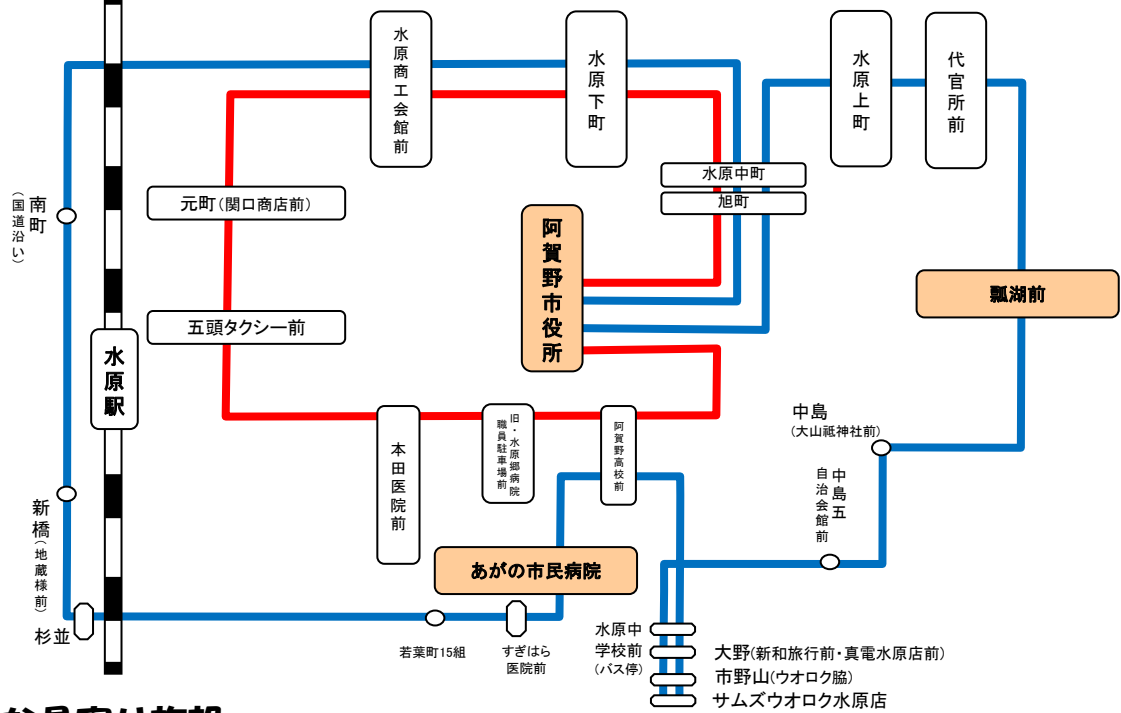 水原商工会館前
水原下町
水原上町
代官所前
水原中町
旭町
南町
(国道沿い)
元町(関口商店前)
阿賀野市役所
瓢湖前
五頭タクシー前
水原駅
中島
(大山祗神社前)
本田医院前
旧・水原郷病院
職員駐車場前
阿賀野高校前
中島五
自治会館前
新橋(地蔵様前)
あがの市民病院
杉並
若葉町15組
すぎはら
医院前
水原中
学校前
(バス停)
大野(新和旅行前・真電水原店前)
市野山(ウオロク脇)
サムズウオロク水原店